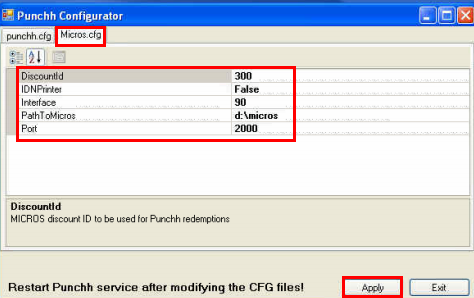 Punchh Configurator
punchh.cfg Micros.cfg
DiscountId 300
IDNPrinter False
Interface 90
PathToMicros d:\micros
Port 2000
DiscountId
MICROS discount ID to be used for Punchh redemptions
Restart Punchh service after modifying the CFG files! Apply Exit